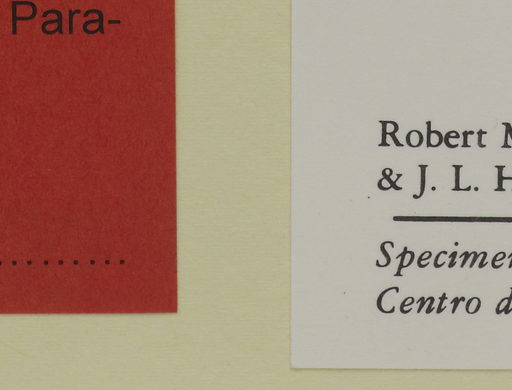 Para-
Robert M
& J. L. H
Specimen
Centro d